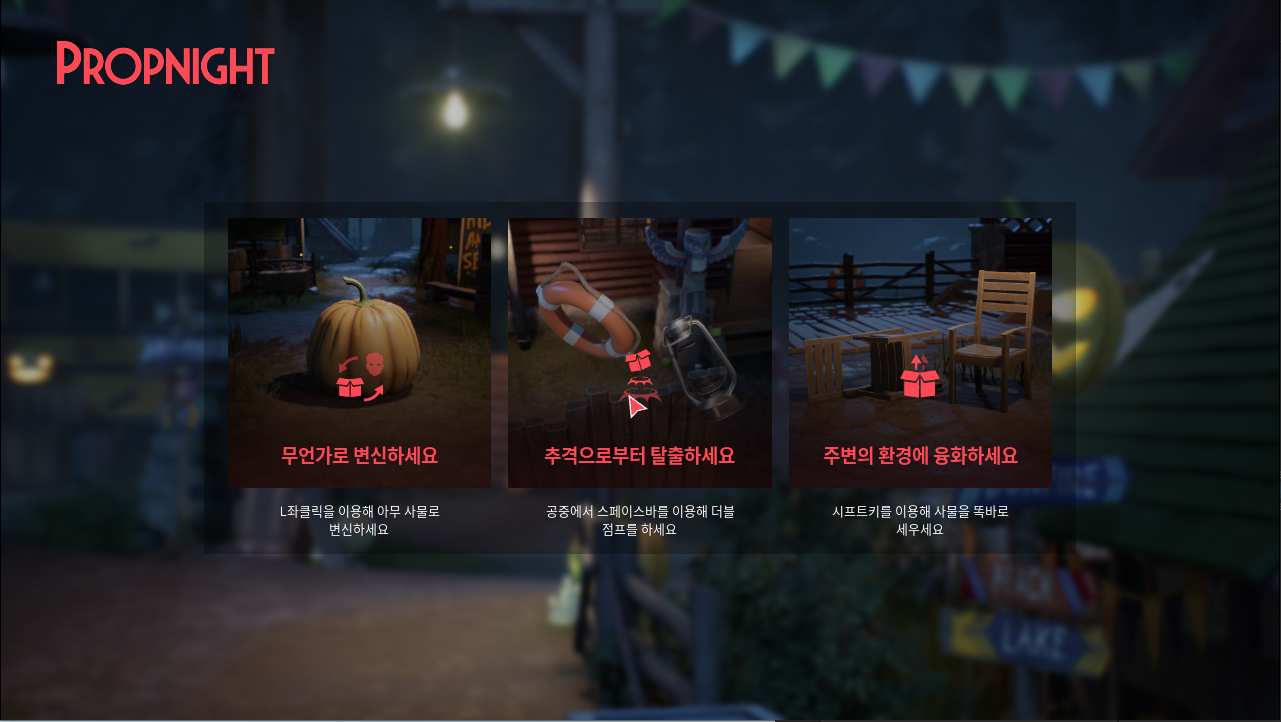 PROPNIGHT
무언가로 변신하세요
추격으로부터 탈출하세요
주변의 환경에 융화하세요
L좌클릭을 이용해 아무 사물로
변신하세요
공중에서 스페이스바를 이용해 더블
점프를 하세요
시프트키를 이용해 사물을 똑바로
세우세요
LAKE